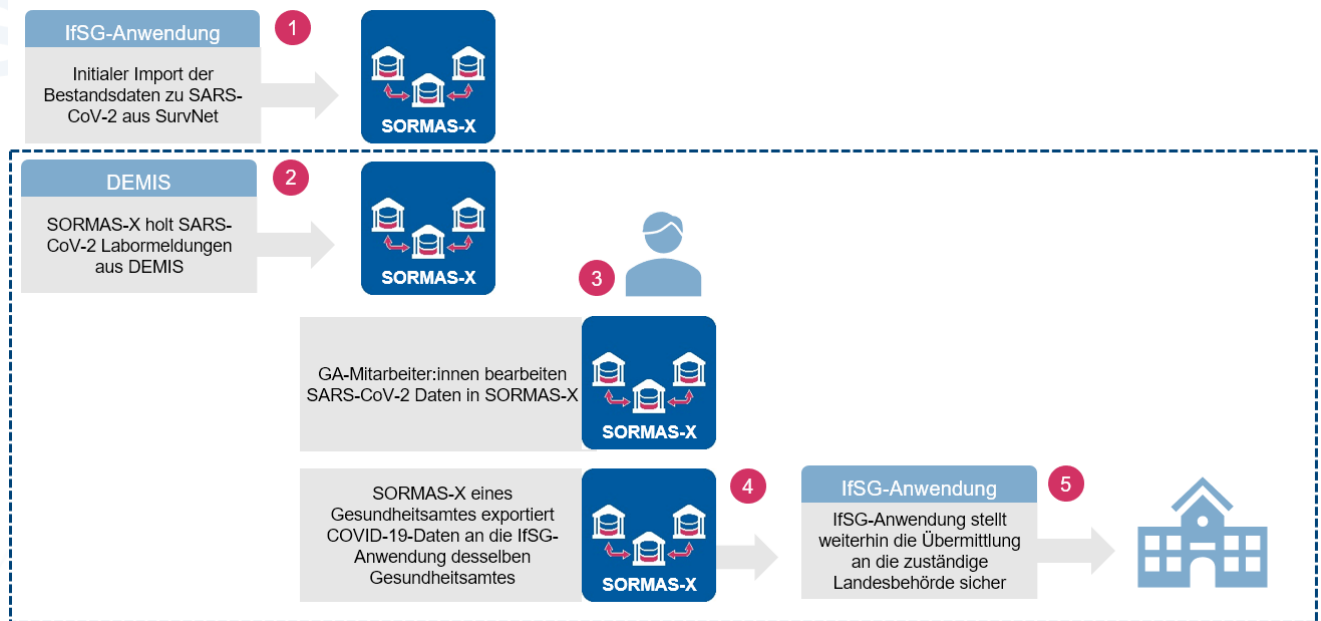 IfSG-Anwendung
1
Initialer Import der
Bestandsdaten zu SARS-
CoV-2 aus SurvNet
SORMAS-X
DEMIS
2
SORMAS-X holt SARS-
CoV-2 Labormeldungen
aus DEMIS
SORMAS-X
3
GA-Mitarbeiter:innen bearbeiten
SARS-CoV-2 Daten in SORMAS-X
SORMAS-X
SORMAS-X eines
Gesundheitsamtes exportiert
COVID-19-Daten an die IfSG-
Anwendung desselben
Gesundheitsamtes
SORMAS-X
4
IfSG-Anwendung
5
IfSG-Anwendung stellt
weiterhin die Übermittlung
an die zuständige
Landesbehörde sicher